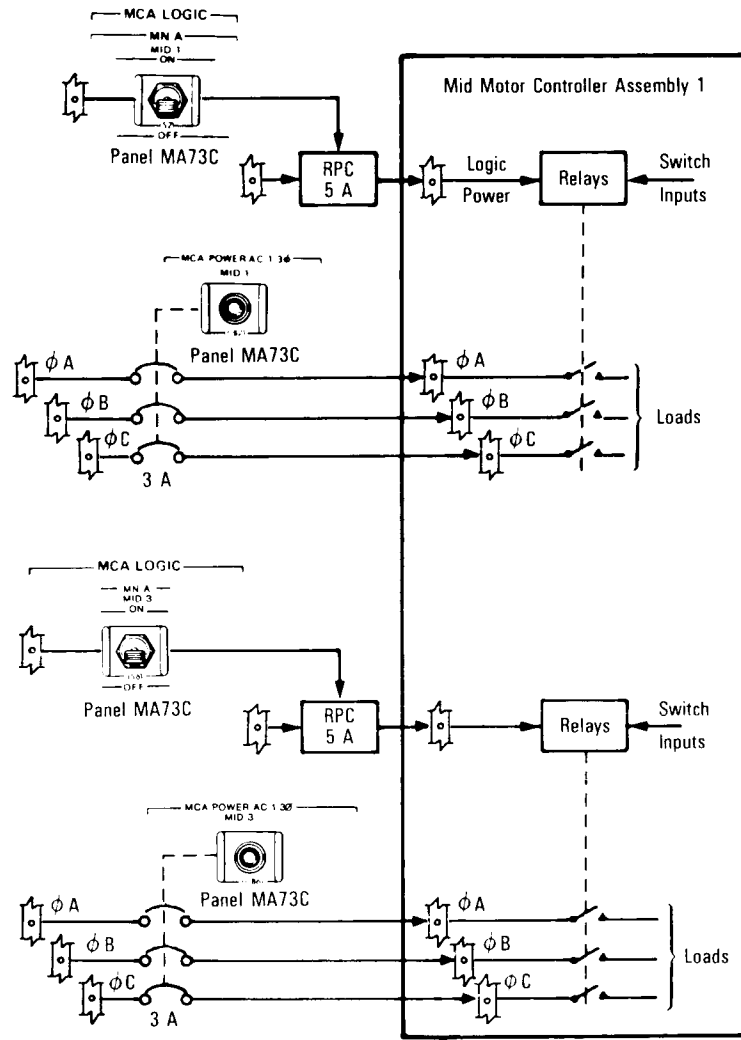 MCA LOGIC
MN A
MID 1
ON
OFF
Panel MA73C
Mid Motor Controller Assembly 1
RPC
5 A
Logic
Power
Relays
Switch
Inputs
MCA POWER AC 1 3ϕ
MID 1
Panel MA73C
ϕ A
ϕ B
ϕ C
3 A
ϕ A
ϕ B
ϕ C
Loads
MCA LOGIC
MN A
MID 3
ON
OFF
Panel MA73C
RPC
5 A
Relays
Switch
Inputs
MCA POWER AC 1 3Ø
MID 3
Panel MA73C
ϕ A
ϕ B
ϕ C
3 A
ϕ A
ϕ B
ϕ C
Loads